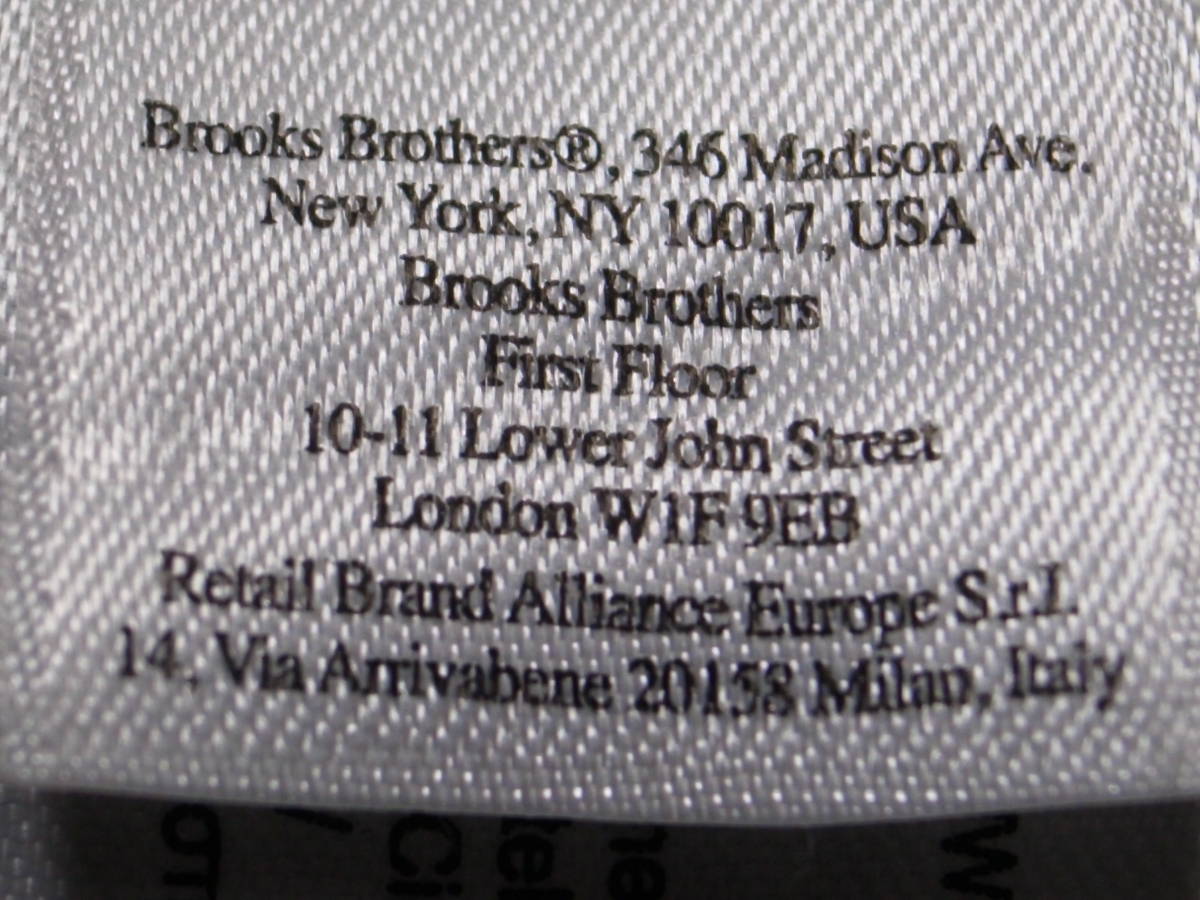 Brooks Brothers®, 346 Madison Ave.
New York, NY 10017, USA
Brooks Brothers
First Floor
10-11 Lower John Street
London W1F 9EB
Retail Brand Alliance Europe S.r.l.
14, Via Arrivabene 20158 Milan, Italy